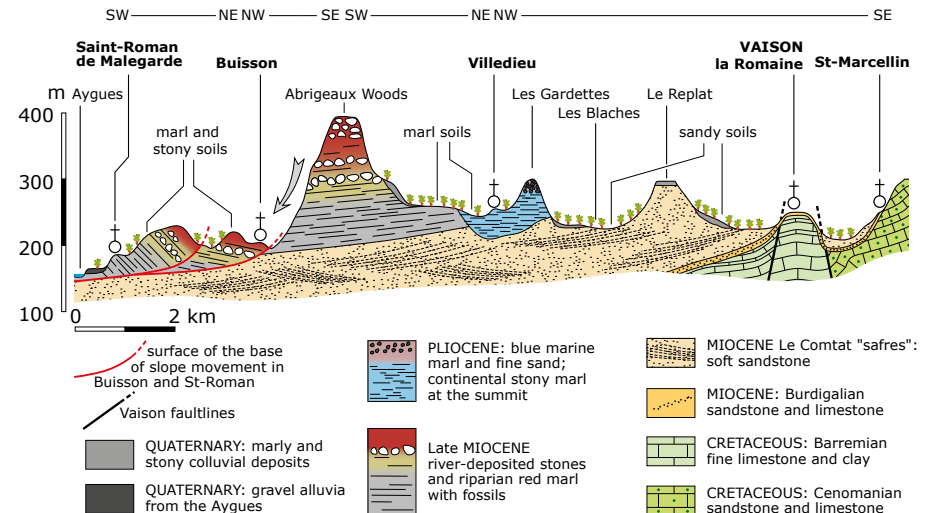 SW NE NW SE SW NE NW SE
Saint-Roman
de Malegarde
Buisson
Villedieu
VAISON
la Romaine
St-Marcellin
m Aygues
Abrigeaux Woods
Les Gardettes
Le Replat
Les Blaches
400
marl and
stony soils
marl soils
sandy soils
300
200
100
0 2 km
surface of the base
of slope movement in
Buisson and St-Roman
Vaison faultlines
QUATERNARY: marly and
stony colluvial deposits
QUATERNARY: gravel alluvia
from the Aygues
PLIOCENE: blue marine
marl and fine sand;
continental stony marl
at the summit
Late MIOCENE
river-deposited stones
and riparian red marl
with fossils
MIOCENE Le Comtat "safres":
soft sandstone
MIOCENE: Burdigalian
sandstone and limestone
CRETACEOUS: Barremian
fine limestone and clay
CRETACEOUS: Cenomanian
sandstone and limestone